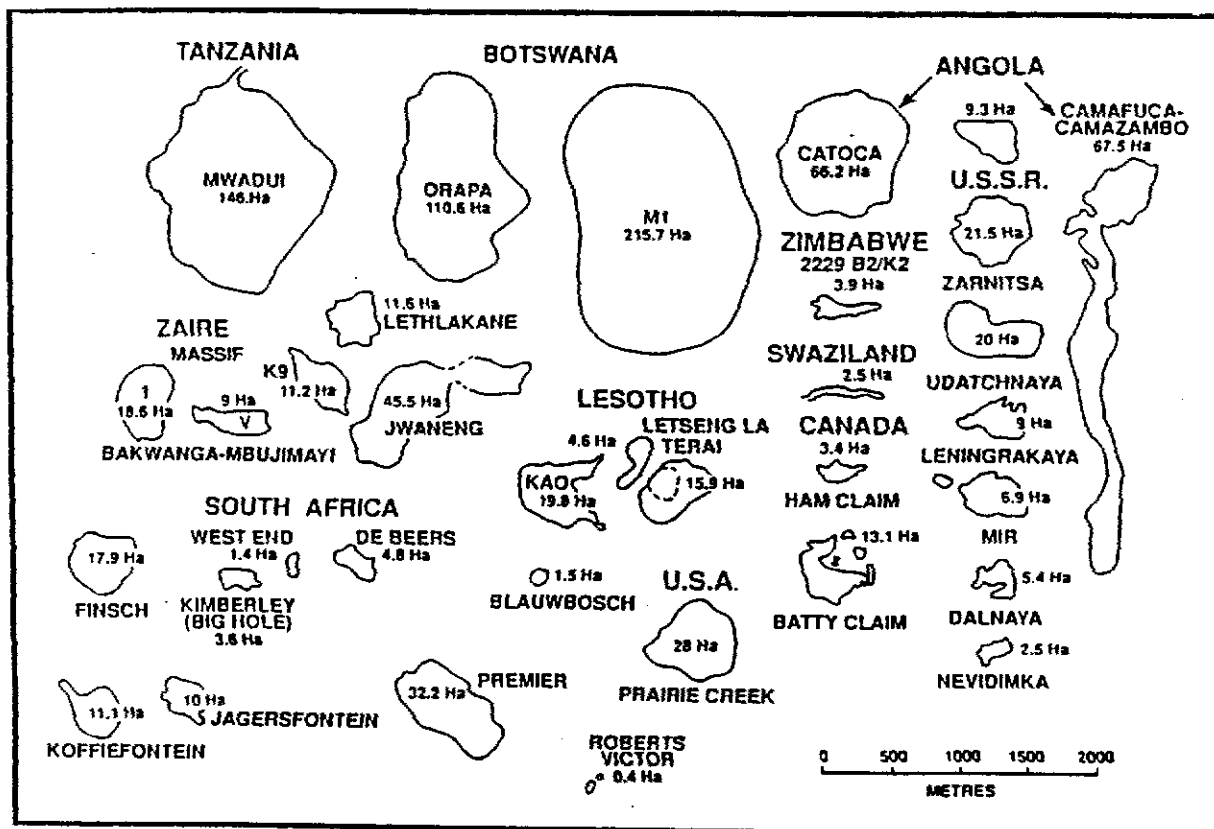 TANZANIA
MWADUI
146.Ha
BOTSWANA
ORAPA
110.6 Ha
M1
215.7 Ha
ANGOLA
CATOCA
66.2 Ha
9.3 Ha
CAMAFUCA-
CAMAZAMBO
67.5 Ha
U.S.S.R.
21.5 Ha
ZARNITSA
ZIMBABWE
2229 B2/K2
3.9 Ha
11.6 Ha
LETHLAKANE
ZAIRE
MASSIF
1
18.6 Ha
9 Ha
V
BAKWANGA-MBUJIMAYI
K9
11.2 Ha
45.5 Ha
JWANENG
SWAZILAND
2.5 Ha
20 Ha
UDATCHNAYA
LESOTHO
4.6 Ha
LETSENG LA
TERAI
KAO
19.8 Ha
15.9 Ha
CANADA
3.4 Ha
HAM CLAIM
9 Ha
LENINGRAKAYA
6.9 Ha
MIR
SOUTH AFRICA
WEST END
1.4 Ha
DE BEERS
4.8 Ha
17.9 Ha
FINSCH
KIMBERLEY
(BIG HOLE)
3.6 Ha
1.5 Ha
BLAUWBOSCH
U.S.A.
28 Ha
PRAIRIE CREEK
13.1 Ha
BATTY CLAIM
5.4 Ha
DALNAYA
2.5 Ha
NEVIDIMKA
11.1 Ha
KOFFIEFONTEIN
10 Ha
JAGERSFONTEIN
32.2 Ha
PREMIER
ROBERTS
VICTOR
0.4 Ha
0 500 1000 1500 2000
METRES